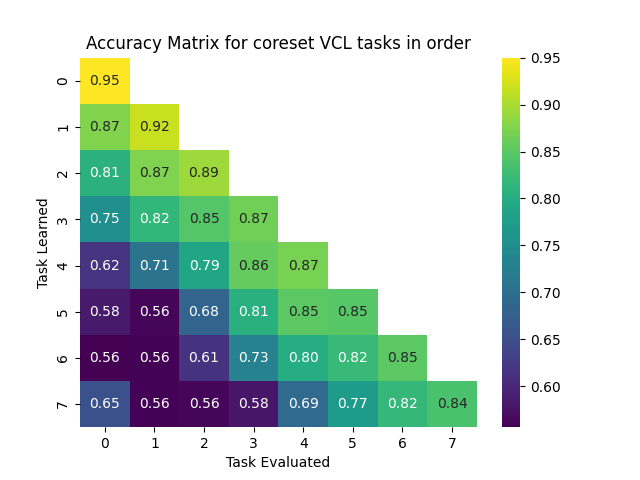 Accuracy Matrix for coreset VCL tasks in order
0 0.95
1 0.87 0.92
2 0.81 0.87 0.89
3 0.75 0.82 0.85 0.87
4 0.62 0.71 0.79 0.86 0.87
5 0.58 0.56 0.68 0.81 0.85 0.85
6 0.56 0.56 0.61 0.73 0.80 0.82 0.85
7 0.65 0.56 0.56 0.58 0.69 0.77 0.82 0.84
0 1 2 3 4 5 6 7
Task Evaluated
Task Learned
0.95
0.90
0.85
0.80
0.75
0.70
0.65
0.60